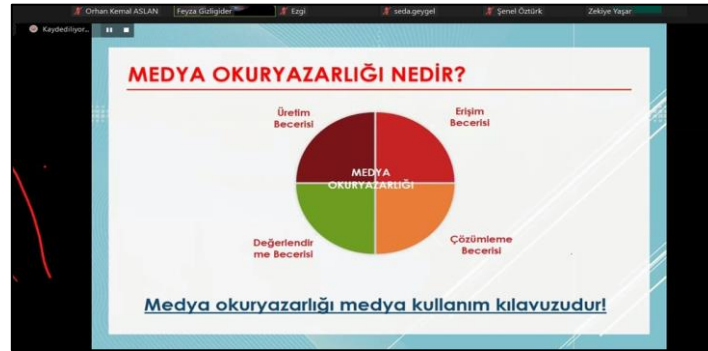 Orhan Kemal ASLAN
Feyza Gizligider
Ezgi
seda.geygel
Şenel Öztürk
Zekiye Yaşar
Kaydediliyor...
MEDYA OKURYAZARLIĞI NEDİR?
Üretim
Becerisi
Erişim
Becerisi
MEDYA
OKURYAZARLIĞI
Değerlendir
me Becerisi
Çözümleme
Becerisi
Medya okuryazarlığı medya kullanım kılavuzudur!